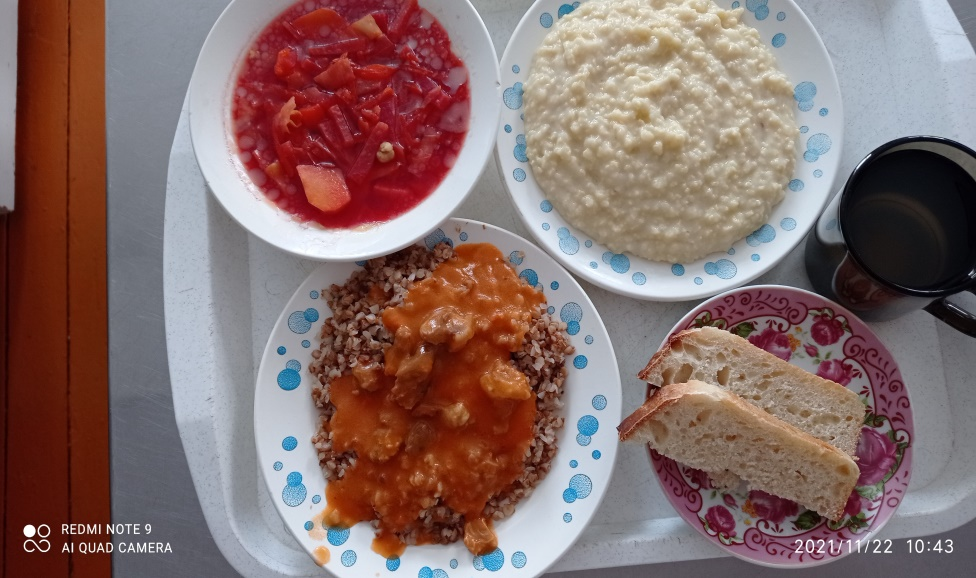 REDMI NOTE 9
AI QUAD CAMERA
2021/11/22 10:43